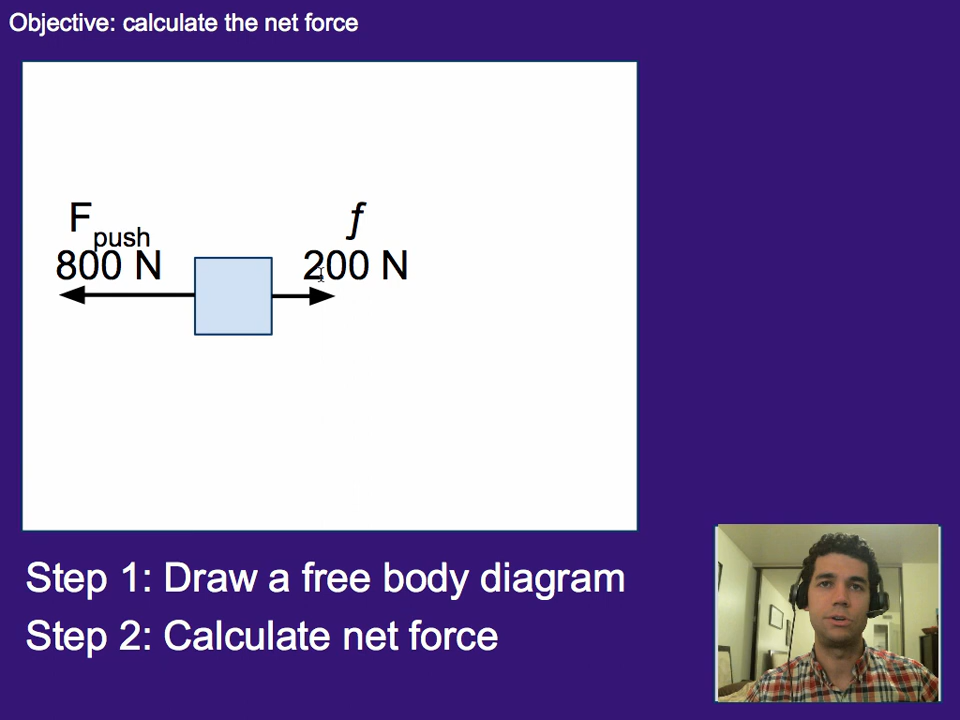 Objective: calculate the net force
F push
ƒ
800 N
200 N
Step 1: Draw a free body diagram
Step 2: Calculate net force